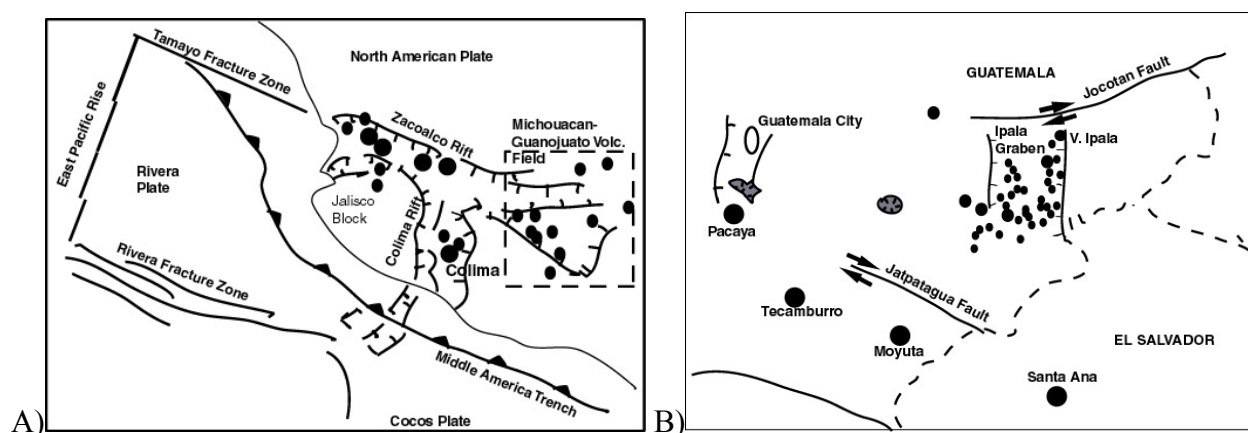 A)
Tamayo Fracture Zone
North American Plate
East Pacific Rise
Zacoalco Rift
Michouacan-
Guanojuato Volc.
Field
Rivera
Plate
Jalisco
Block
Colima Rift
Colima
Rivera Fracture Zone
Middle America Trench
Cocos Plate
B)
GUATEMALA
Jocotan Fault
Guatemala City
Ipala
Graben
V. Ipala
Pacaya
Jatpatagua Fault
Tecamburro
Moyuta
EL SALVADOR
Santa Ana